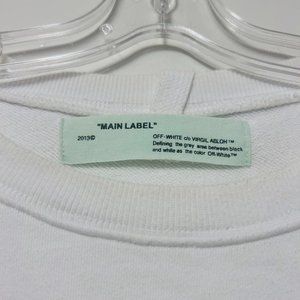 "MAIN LABEL"
2013© OFF-WHITE c/o VIRGIL ABLOH™
Defining the grey area between black
and white as the color Off-White™